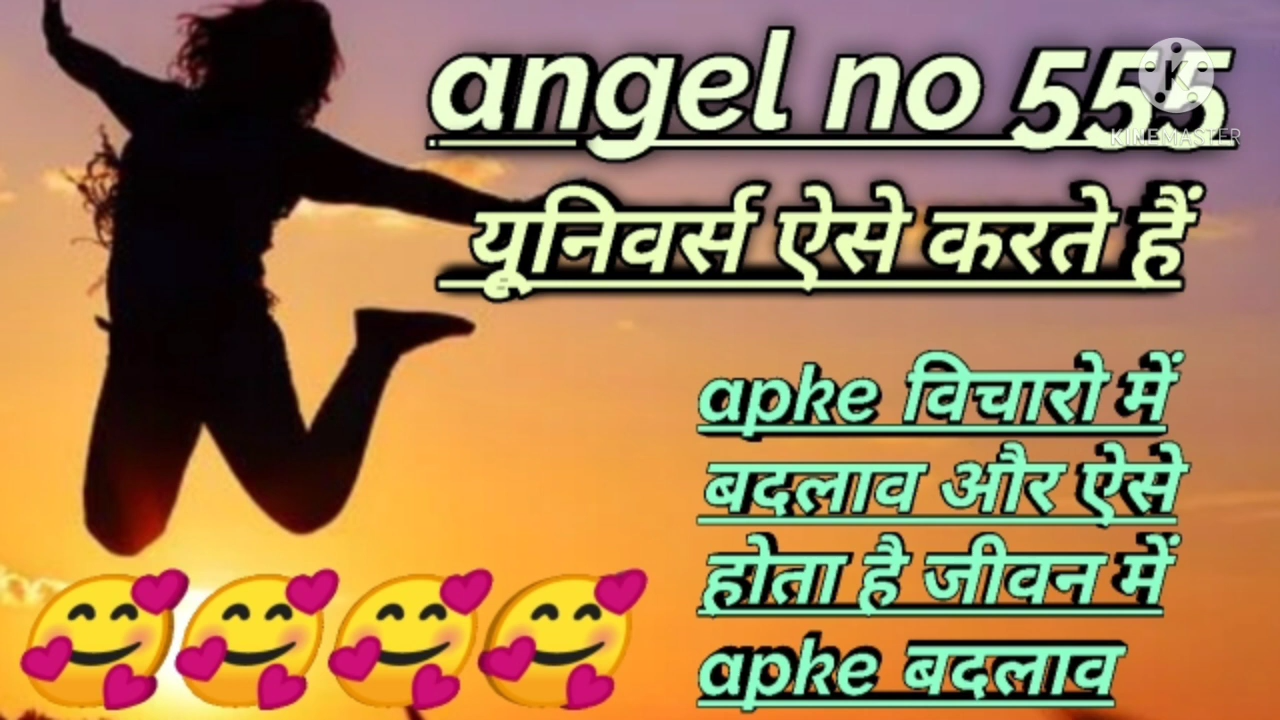 angel no 555
K
KINEMASTER
यूनिवर्स ऐसे करते हैं
apke विचारो में
बदलाव और ऐसे
होता है जीवन में
apke बदलाव